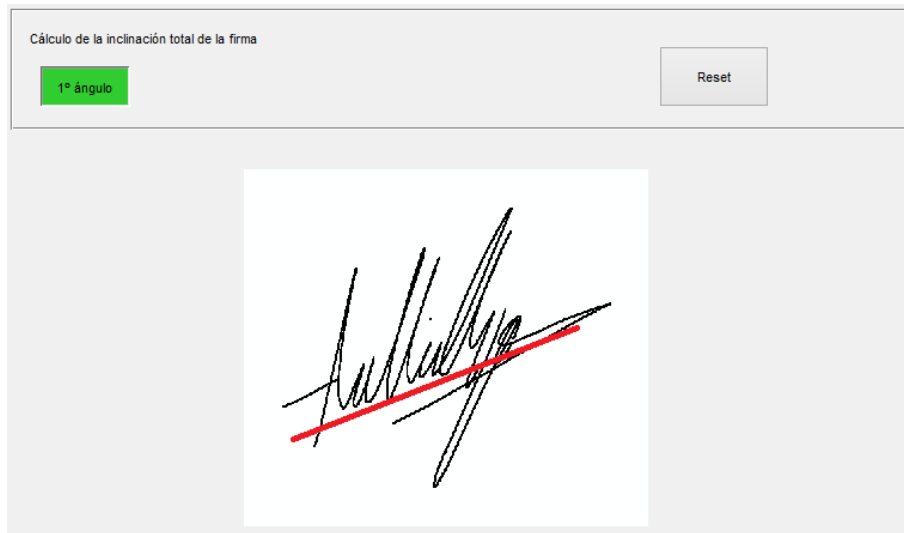 Cálculo de la inclinación total de la firma
1º ángulo
Reset